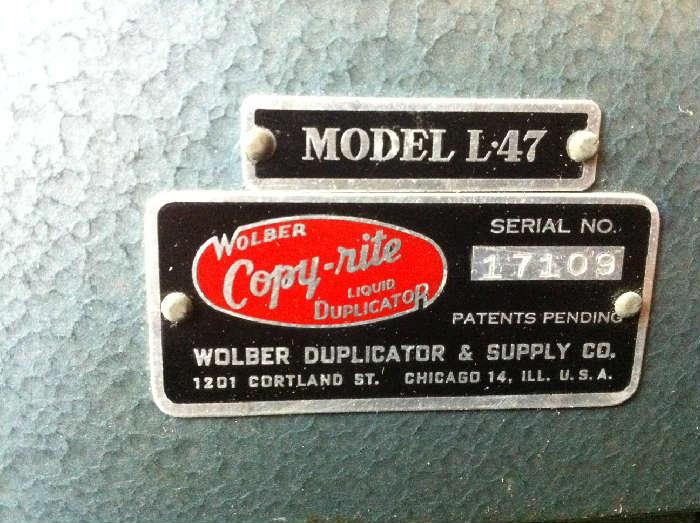 MODEL L·47
WOLBER
Copy-rite
LIQUID
DUPLICATOR
SERIAL NO.
17109
PATENTS PENDING
WOLBER DUPLICATOR & SUPPLY CO.
1201 CORTLAND ST. CHICAGO 14, ILL. U.S.A.